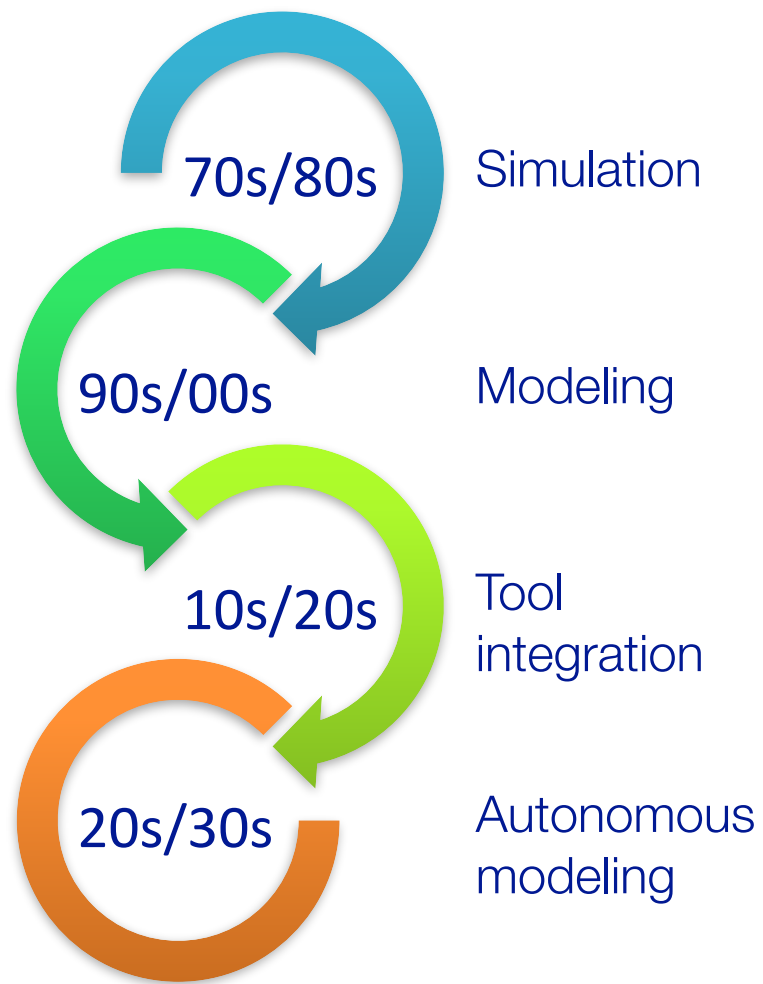 70s/80s
Simulation
90s/00s
Modeling
10s/20s
Tool
integration
20s/30s
Autonomous
modeling